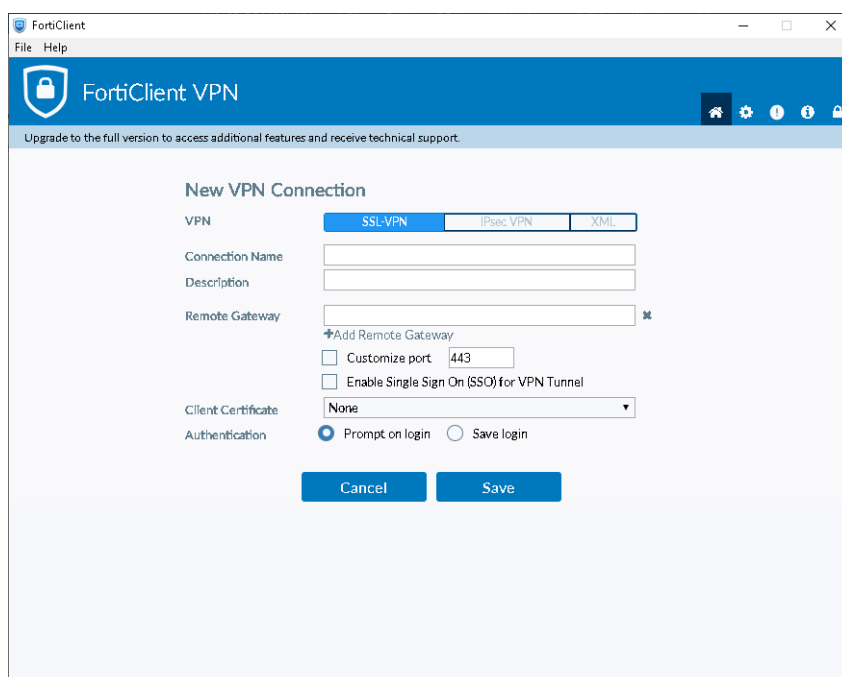 FortiClient
File Help
FortiClient VPN
Upgrade to the full version to access additional features and receive technical support.
New VPN Connection
VPN SSL-VPN IPsec VPN XML
Connection Name
Description
Remote Gateway
+Add Remote Gateway
Customize port 443
Enable Single Sign On (SSO) for VPN Tunnel
Client Certificate None
Authentication Prompt on login Save login
Cancel Save